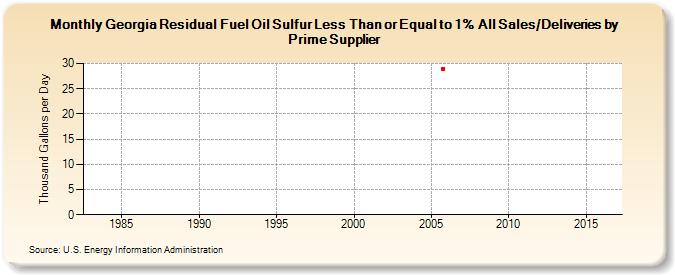 Monthly Georgia Residual Fuel Oil Sulfur Less Than or Equal to 1% All Sales/Deliveries by
Prime Supplier
Thousand Gallons per Day
30
25
20
15
10
5
0
1985 1990 1995 2000 2005 2010 2015
Source: U.S. Energy Information Administration